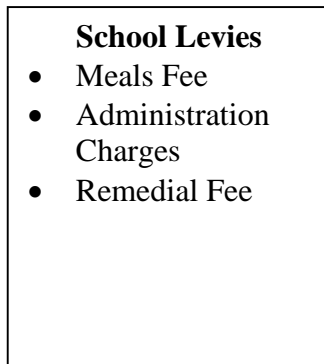 School Levies
• Meals Fee
• Administration
Charges
• Remedial Fee